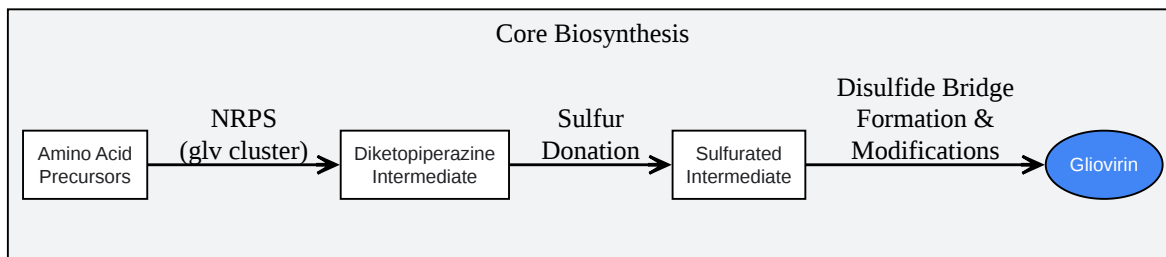 Core Biosynthesis
Amino Acid
Precursors
NRPS
(glv cluster)
Diketopiperazine
Intermediate
Sulfur
Donation
Sulfurated
Intermediate
Disulfide Bridge
Formation &
Modifications
Gliovirin